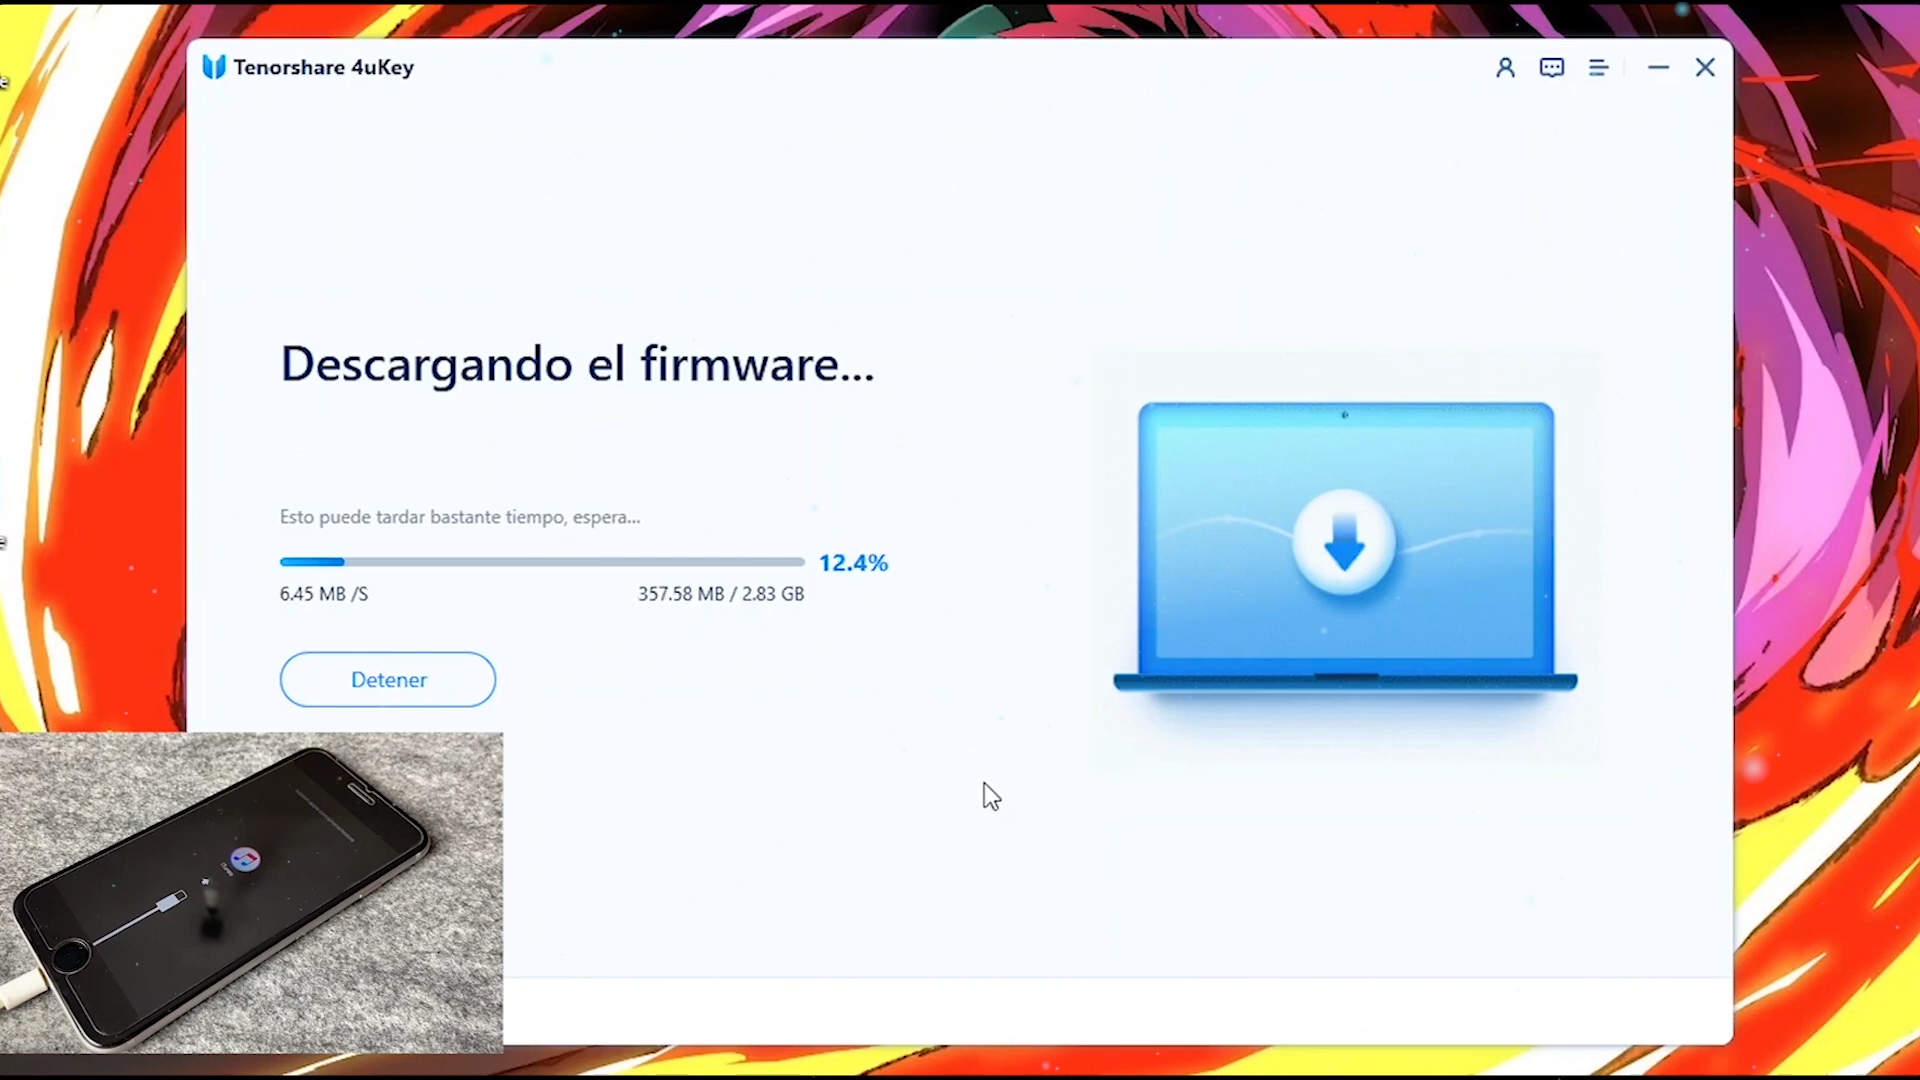 Tenorshare 4uKey
Descargando el firmware...
Esto puede tardar bastante tiempo, espera...
12.4%
6.45 MB /S
357.58 MB / 2.83 GB
Detener